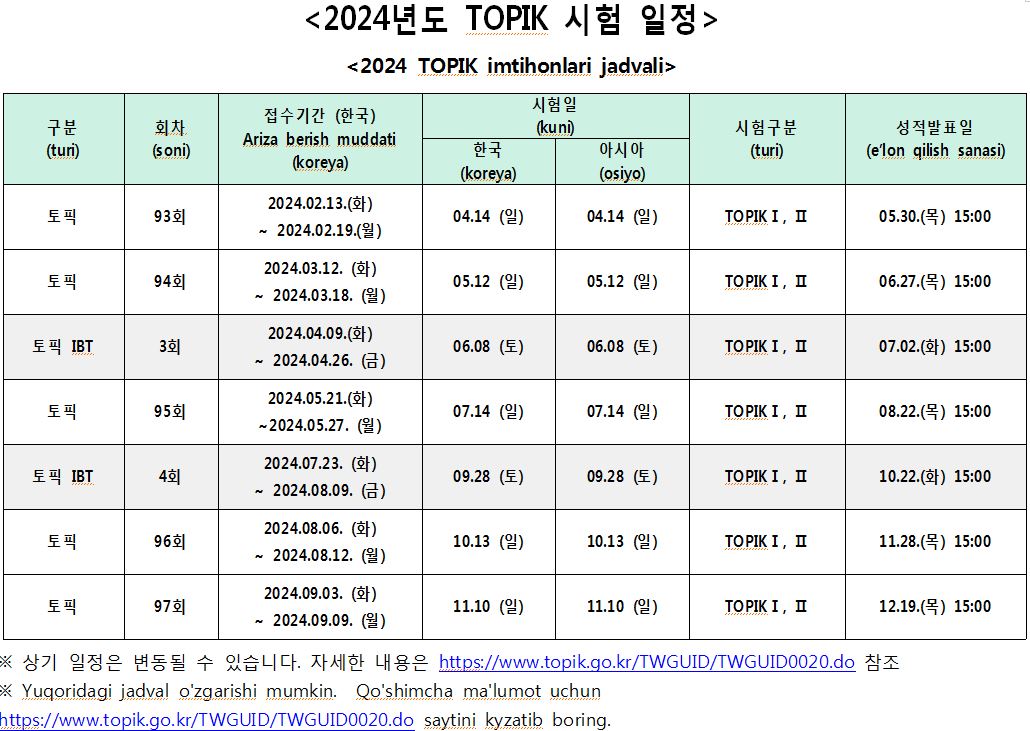 <2024년도 TOPIK 시험 일정>
<2024 TOPIK imtihonlari jadvali>
구분 (turi)
회차 (soni)
접수기간 (한국) Ariza berish muddati (koreya)
시험일 (kuni)
한국 (koreya)
아시아 (osiyo)
시험구분 (turi)
성적발표일 (e'lon qilish sanasi)
토픽 93회 2024.02.13.(화) ~ 2024.02.19.(월) 04.14 (일) 04.14 (일) TOPIK I , II 05.30.(목) 15:00
토픽 94회 2024.03.12. (화) ~ 2024.03.18. (월) 05.12 (일) 05.12 (일) TOPIK I , II 06.27.(목) 15:00
토픽 IBT 3회 2024.04.09.(화) ~ 2024.04.26. (금) 06.08 (토) 06.08 (토) TOPIK I , II 07.02.(화) 15:00
토픽 95회 2024.05.21.(화) ~2024.05.27. (월) 07.14 (일) 07.14 (일) TOPIK I , II 08.22.(목) 15:00
토픽 IBT 4회 2024.07.23. (화) ~ 2024.08.09. (금) 09.28 (토) 09.28 (토) TOPIK I , II 10.22.(화) 15:00
토픽 96회 2024.08.06. (화) ~ 2024.08.12. (월) 10.13 (일) 10.13 (일) TOPIK I , II 11.28.(목) 15:00
토픽 97회 2024.09.03. (화) ~ 2024.09.09. (월) 11.10 (일) 11.10 (일) TOPIK I , II 12.19.(목) 15:00
※ 상기 일정은 변동될 수 있습니다. 자세한 내용은 https://www.topik.go.kr/TWGUID/TWGUID0020.do 참조
※ Yuqoridagi jadval o'zgarishi mumkin. Qo'shimcha ma'lumot uchun
https://www.topik.go.kr/TWGUID/TWGUID0020.do saytini kyzatib boring.